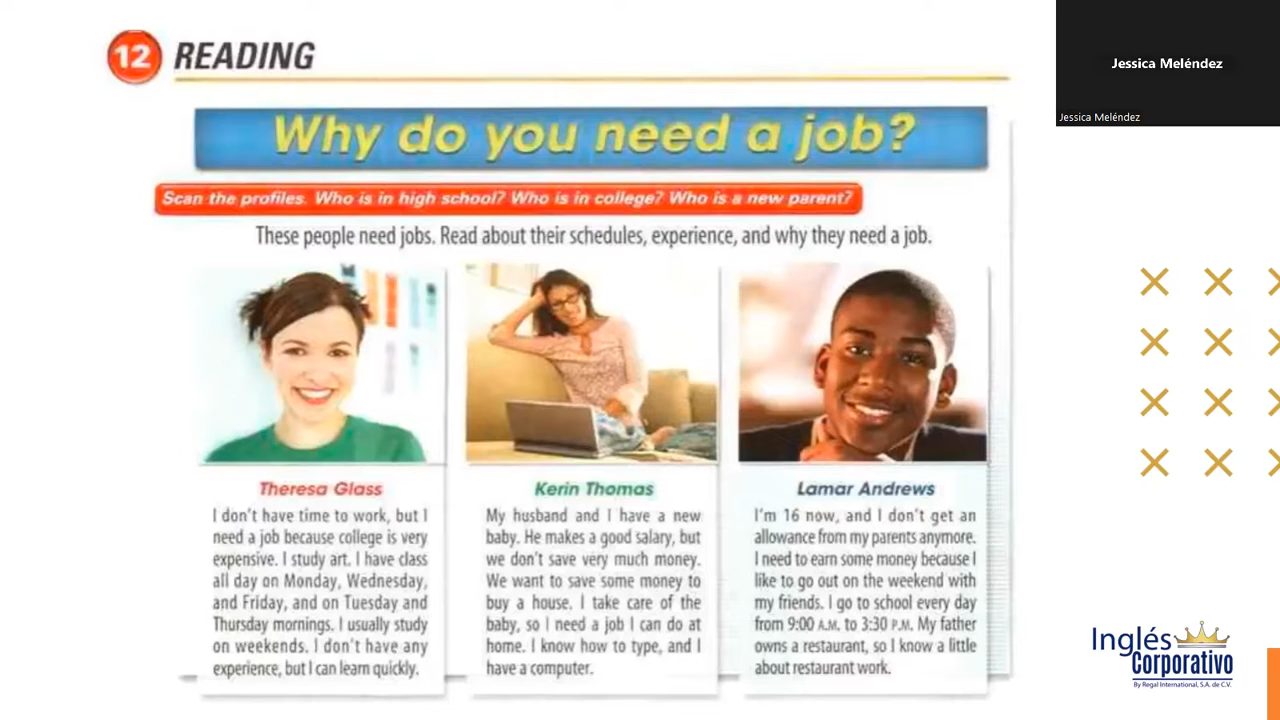 12 READING
Why do you need a job?
Scan the profiles. Who is in high school? Who is in college? Who is a new parent?
These people need jobs. Read about their schedules, experience, and why they need a job.
Theresa Glass
I don't have time to work, but I
need a job because college is very
expensive. I study art. I have class
all day on Monday, Wednesday,
and Friday, and on Tuesday and
Thursday mornings. I usually study
on weekends. I don't have any
experience, but I can learn quickly.
Kerin Thomas
My husband and I have a new
baby. He makes a good salary, but
we don't save very much money.
We want to save some money to
buy a house. I take care of the
baby, so I need a job I can do at
home. I know how to type, and I
have a computer.
Lamar Andrews
I'm 16 now, and I don't get an
allowance from my parents anymore.
I need to earn some money because I
like to go out on the weekend with
my friends. I go to school every day
from 9:00 A.M. to 3:30 P.M. My father
owns a restaurant, so I know a little
about restaurant work.
Jessica Meléndez
Jessica Meléndez
Inglés
Corporativo
By Regal International, S.A. de C.V.